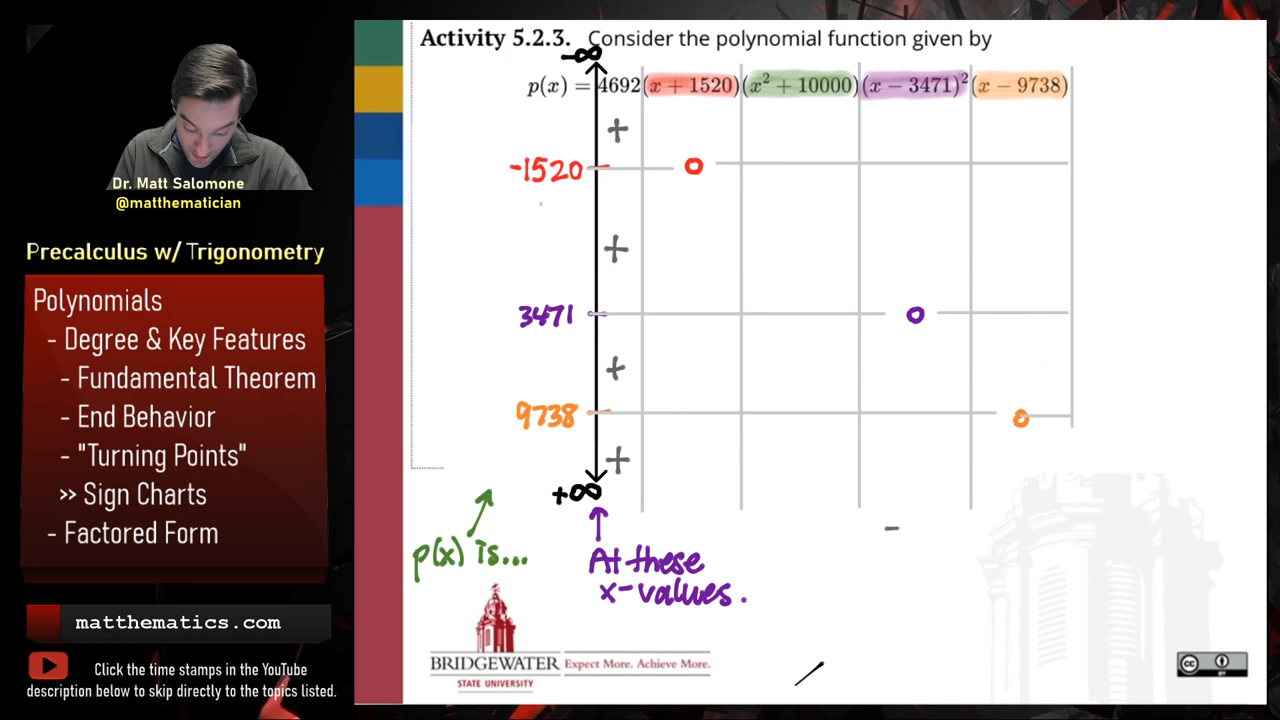 Activity 5.2.3. Consider the polynomial function given by
-∞
p(x) = 4692(x + 1520)(x² + 10000)(x − 3471)²(x − 9738)
+
-1520 0
+
3471 0
+
9738 0
+
+∞
-
p(x) is...
At these
x-values.
BRIDGEWATER
STATE UNIVERSITY
Expect More. Achieve More.
cc
BY
Dr. Matt Salomone
@matthematician
Precalculus w/ Trigonometry
Polynomials
- Degree & Key Features
- Fundamental Theorem
- End Behavior
- "Turning Points"
>> Sign Charts
- Factored Form
matthematics.com
Click the time stamps in the YouTube
description below to skip directly to the topics listed.